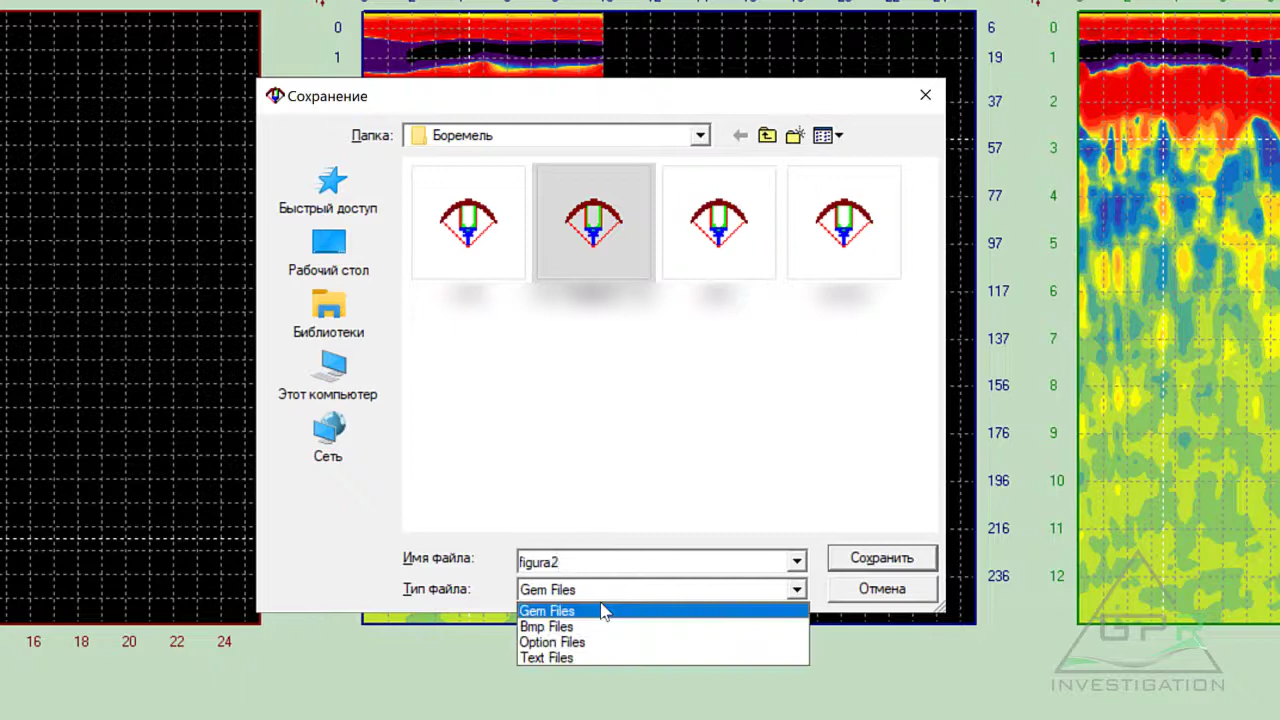 0
1
6
19
37
57
77
97
117
137
156
176
196
216
236
0
1
2
3
4
5
6
7
8
9
10
11
12
Сохранение
Папка:
Боремель
Быстрый доступ
Рабочий стол
Библиотеки
Этот компьютер
Сеть
Имя файла:
figura2
Сохранить
Тип файла:
Gem Files
Отмена
Gem Files
Bmp Files
Option Files
Text Files
16 18 20 22 24
GPR
INVESTIGATION